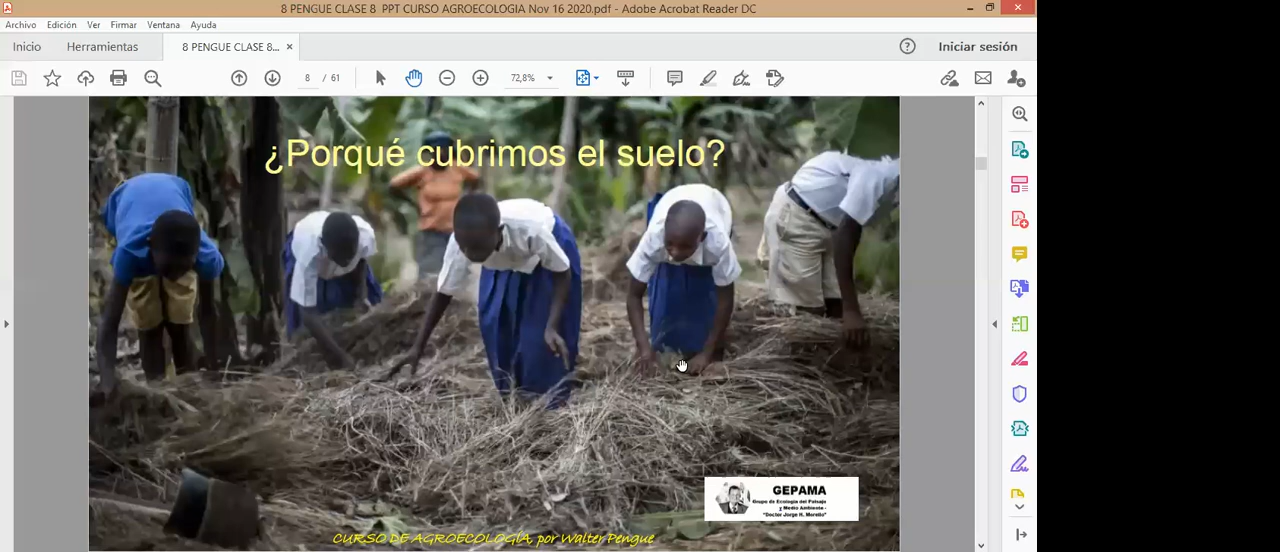 8 PENGUE CLASE 8  PPT CURSO AGROECOLOGIA Nov 16 2020.pdf - Adobe Acrobat Reader DC
Archivo Edición Ver Firmar Ventana Ayuda
Inicio Herramientas 8 PENGUE CLASE 8... × Iniciar sesión
8 / 61 72,8%
¿Porqué cubrimos el suelo?
GEPAMA
Grupo de Ecología del Paisaje
y Medio Ambiente -
"Doctor Jorge H. Morello"
CURSO DE AGROECOLOGÍA, por Walter Pengue